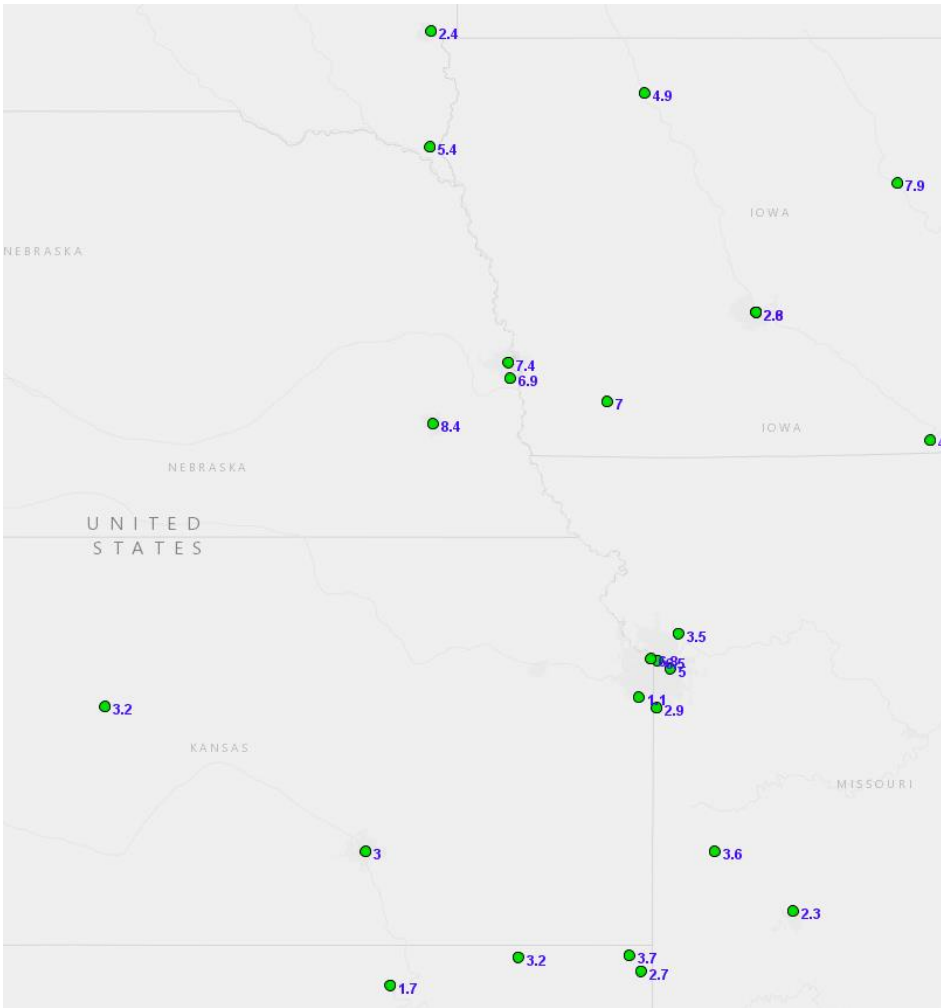 2.4
4.9
5.4
7.9
IOWA
NEBRASKA
2.8
7.4
6.9
7
8.4
IOWA
4
NEBRASKA
UNITED
STATES
3.5
5
1.1
2.9
3.2
KANSAS
MISSOURI
3
3.6
2.3
3.7
3.2
2.7
1.7